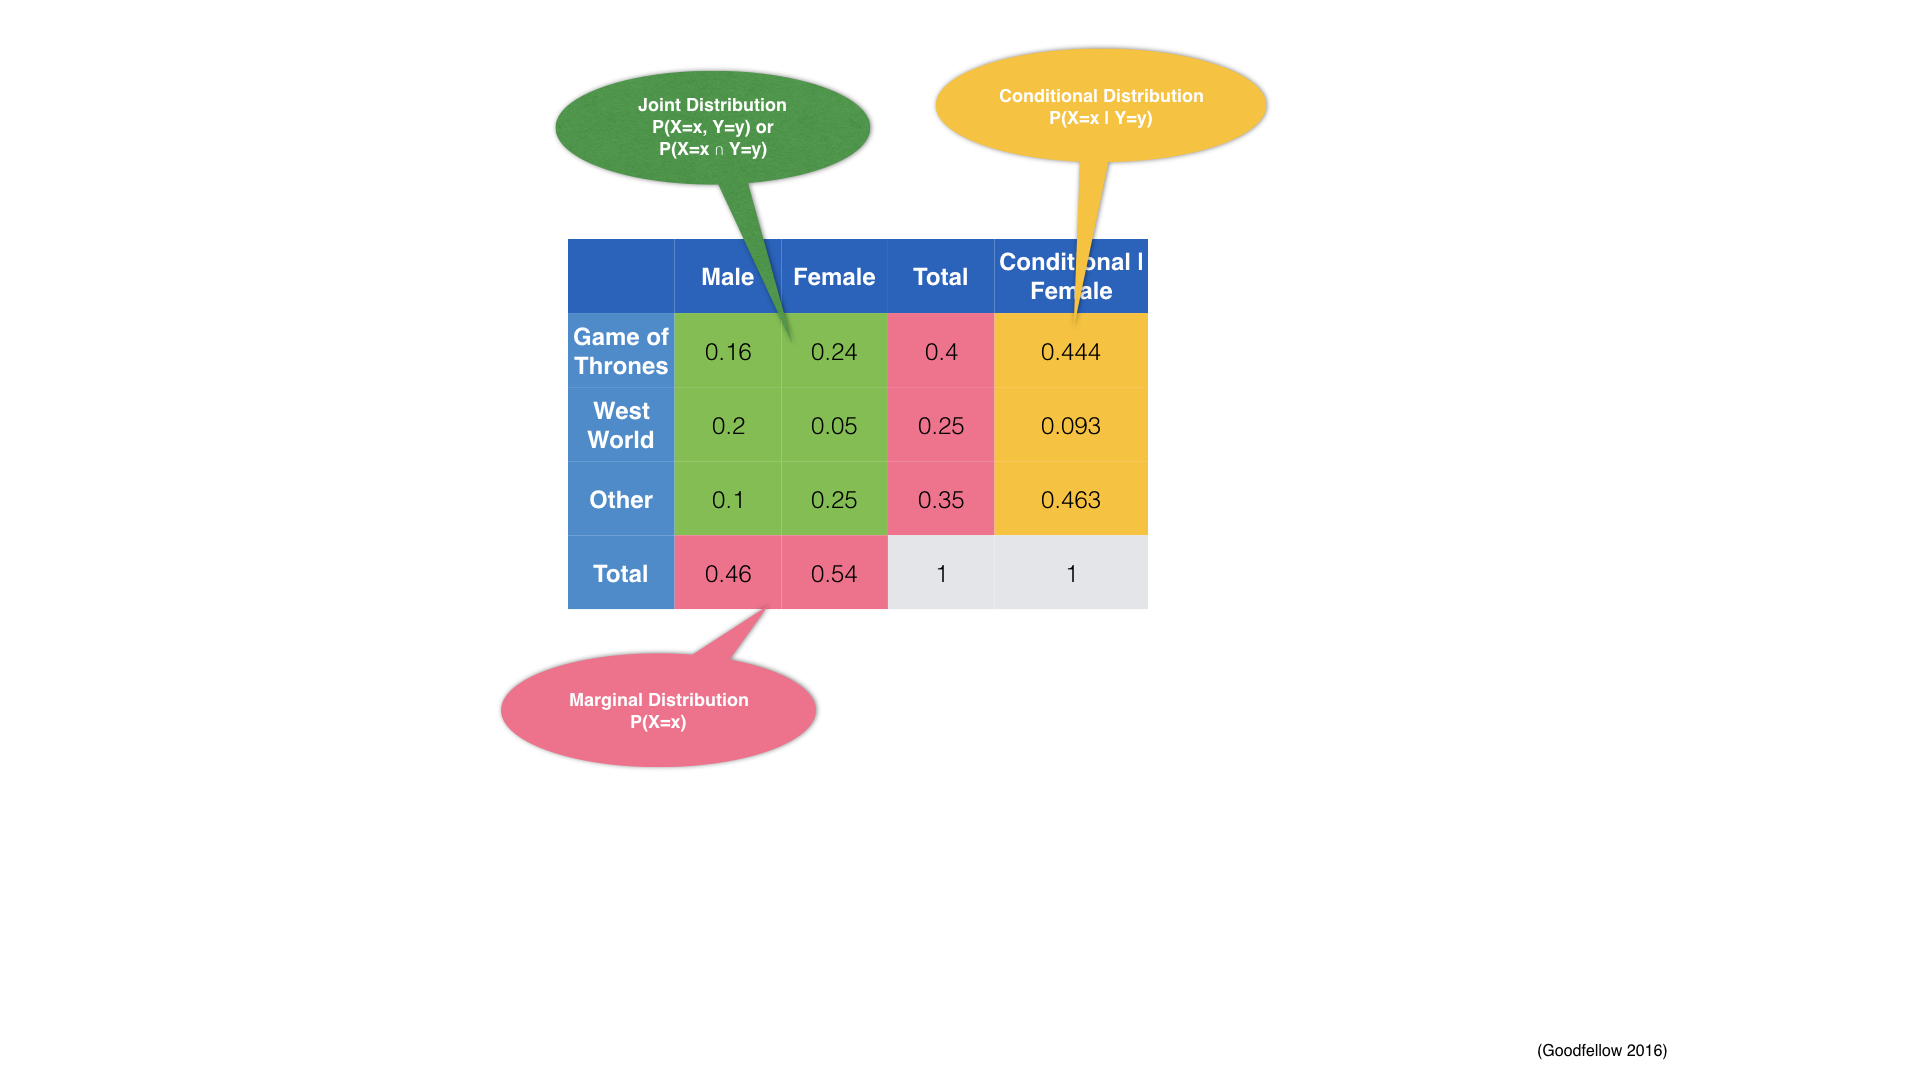 Joint Distribution
P(X=x, Y=y) or
P(X=x ∩ Y=y)
Conditional Distribution
P(X=x | Y=y)
Male Female Total Conditional |
Female
Game of
Thrones
0.16 0.24 0.4 0.444
West
World
0.2 0.05 0.25 0.093
Other 0.1 0.25 0.35 0.463
Total 0.46 0.54 1 1
Marginal Distribution
P(X=x)
(Goodfellow 2016)